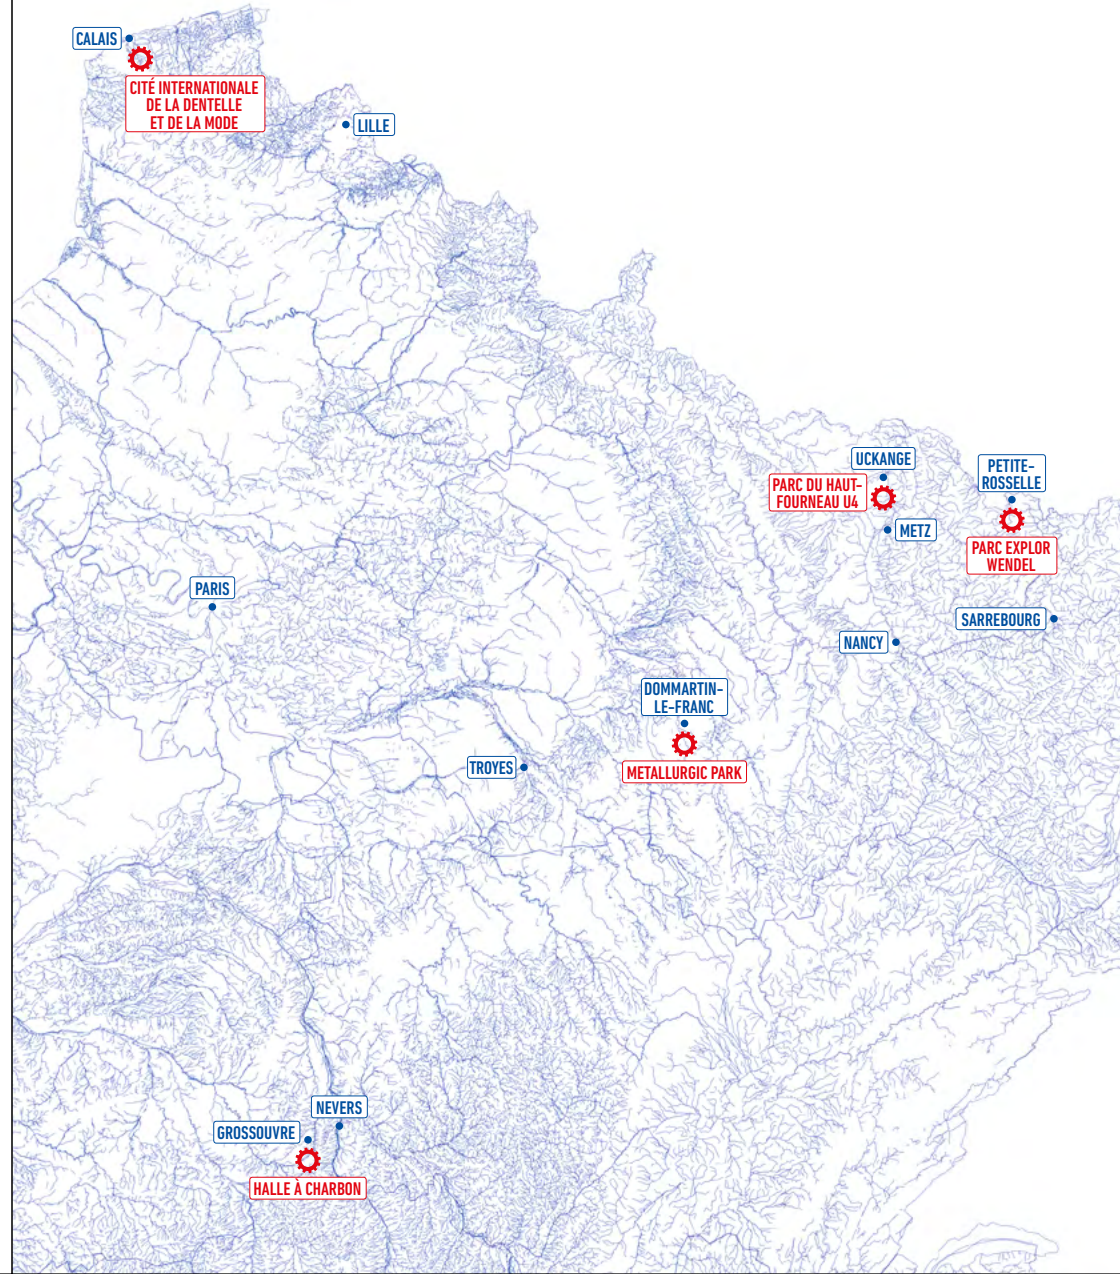 CALAIS
CITÉ INTERNATIONALE
DE LA DENTELLE
ET DE LA MODE
LILLE
UCKANGE
PARC DU HAUT-
FOURNEAU U4
PETITE-
ROSSELLE
METZ
PARC EXPLOR
WENDEL
PARIS
SARREBOURG
NANCY
DOMMARTIN-
LE-FRANC
TROYES
METALLURGIC PARK
NEVERS
GROSSOUVRE
HALLE À CHARBON